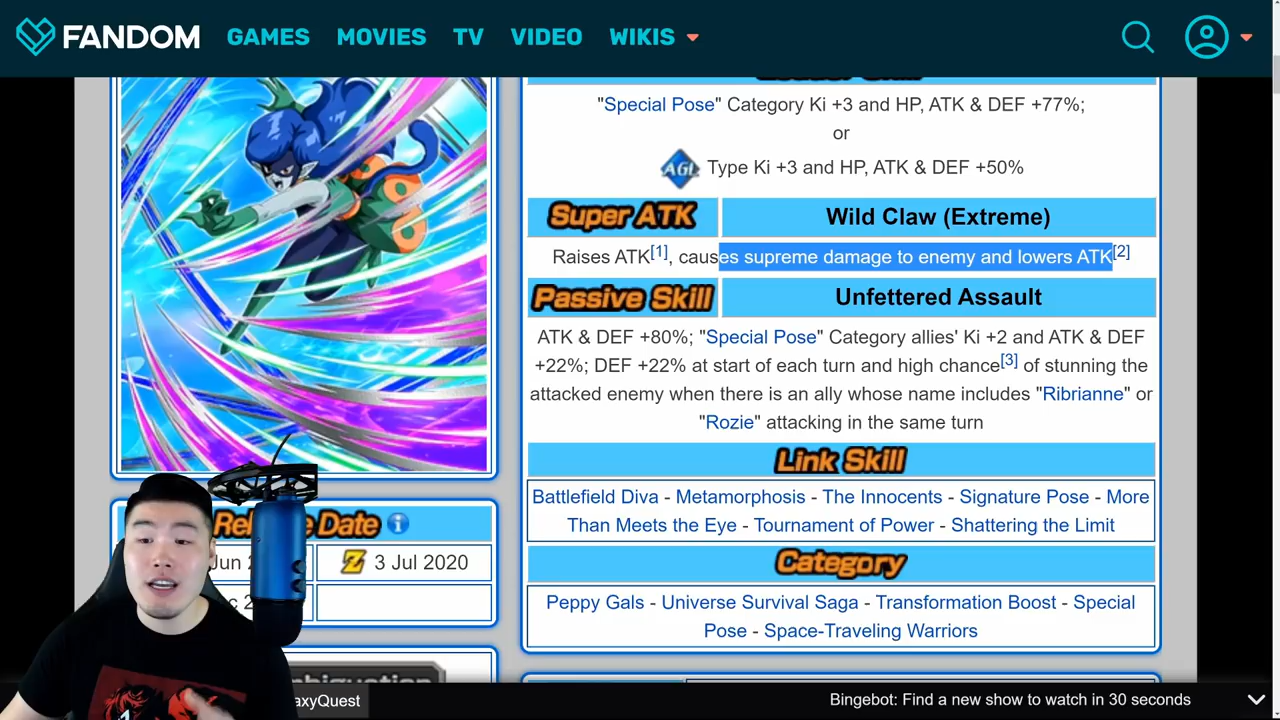 FANDOM GAMES MOVIES TV VIDEO WIKIS
"Special Pose" Category Ki +3 and HP, ATK & DEF +77%;
or
AGL Type Ki +3 and HP, ATK & DEF +50%
Super ATK Wild Claw (Extreme)
Raises ATK[1], causes supreme damage to enemy and lowers ATK[2]
Passive Skill Unfettered Assault
ATK & DEF +80%; "Special Pose" Category allies' Ki +2 and ATK & DEF
+22%; DEF +22% at start of each turn and high chance[3] of stunning the
attacked enemy when there is an ally whose name includes "Ribrianne" or
"Rozie" attacking in the same turn
Link Skill
Battlefield Diva - Metamorphosis - The Innocents - Signature Pose - More
Than Meets the Eye - Tournament of Power - Shattering the Limit
Category
Peppy Gals - Universe Survival Saga - Transformation Boost - Special
Pose - Space-Traveling Warriors
Date
Z 3 Jul 2020
Bingebot: Find a new show to watch in 30 seconds